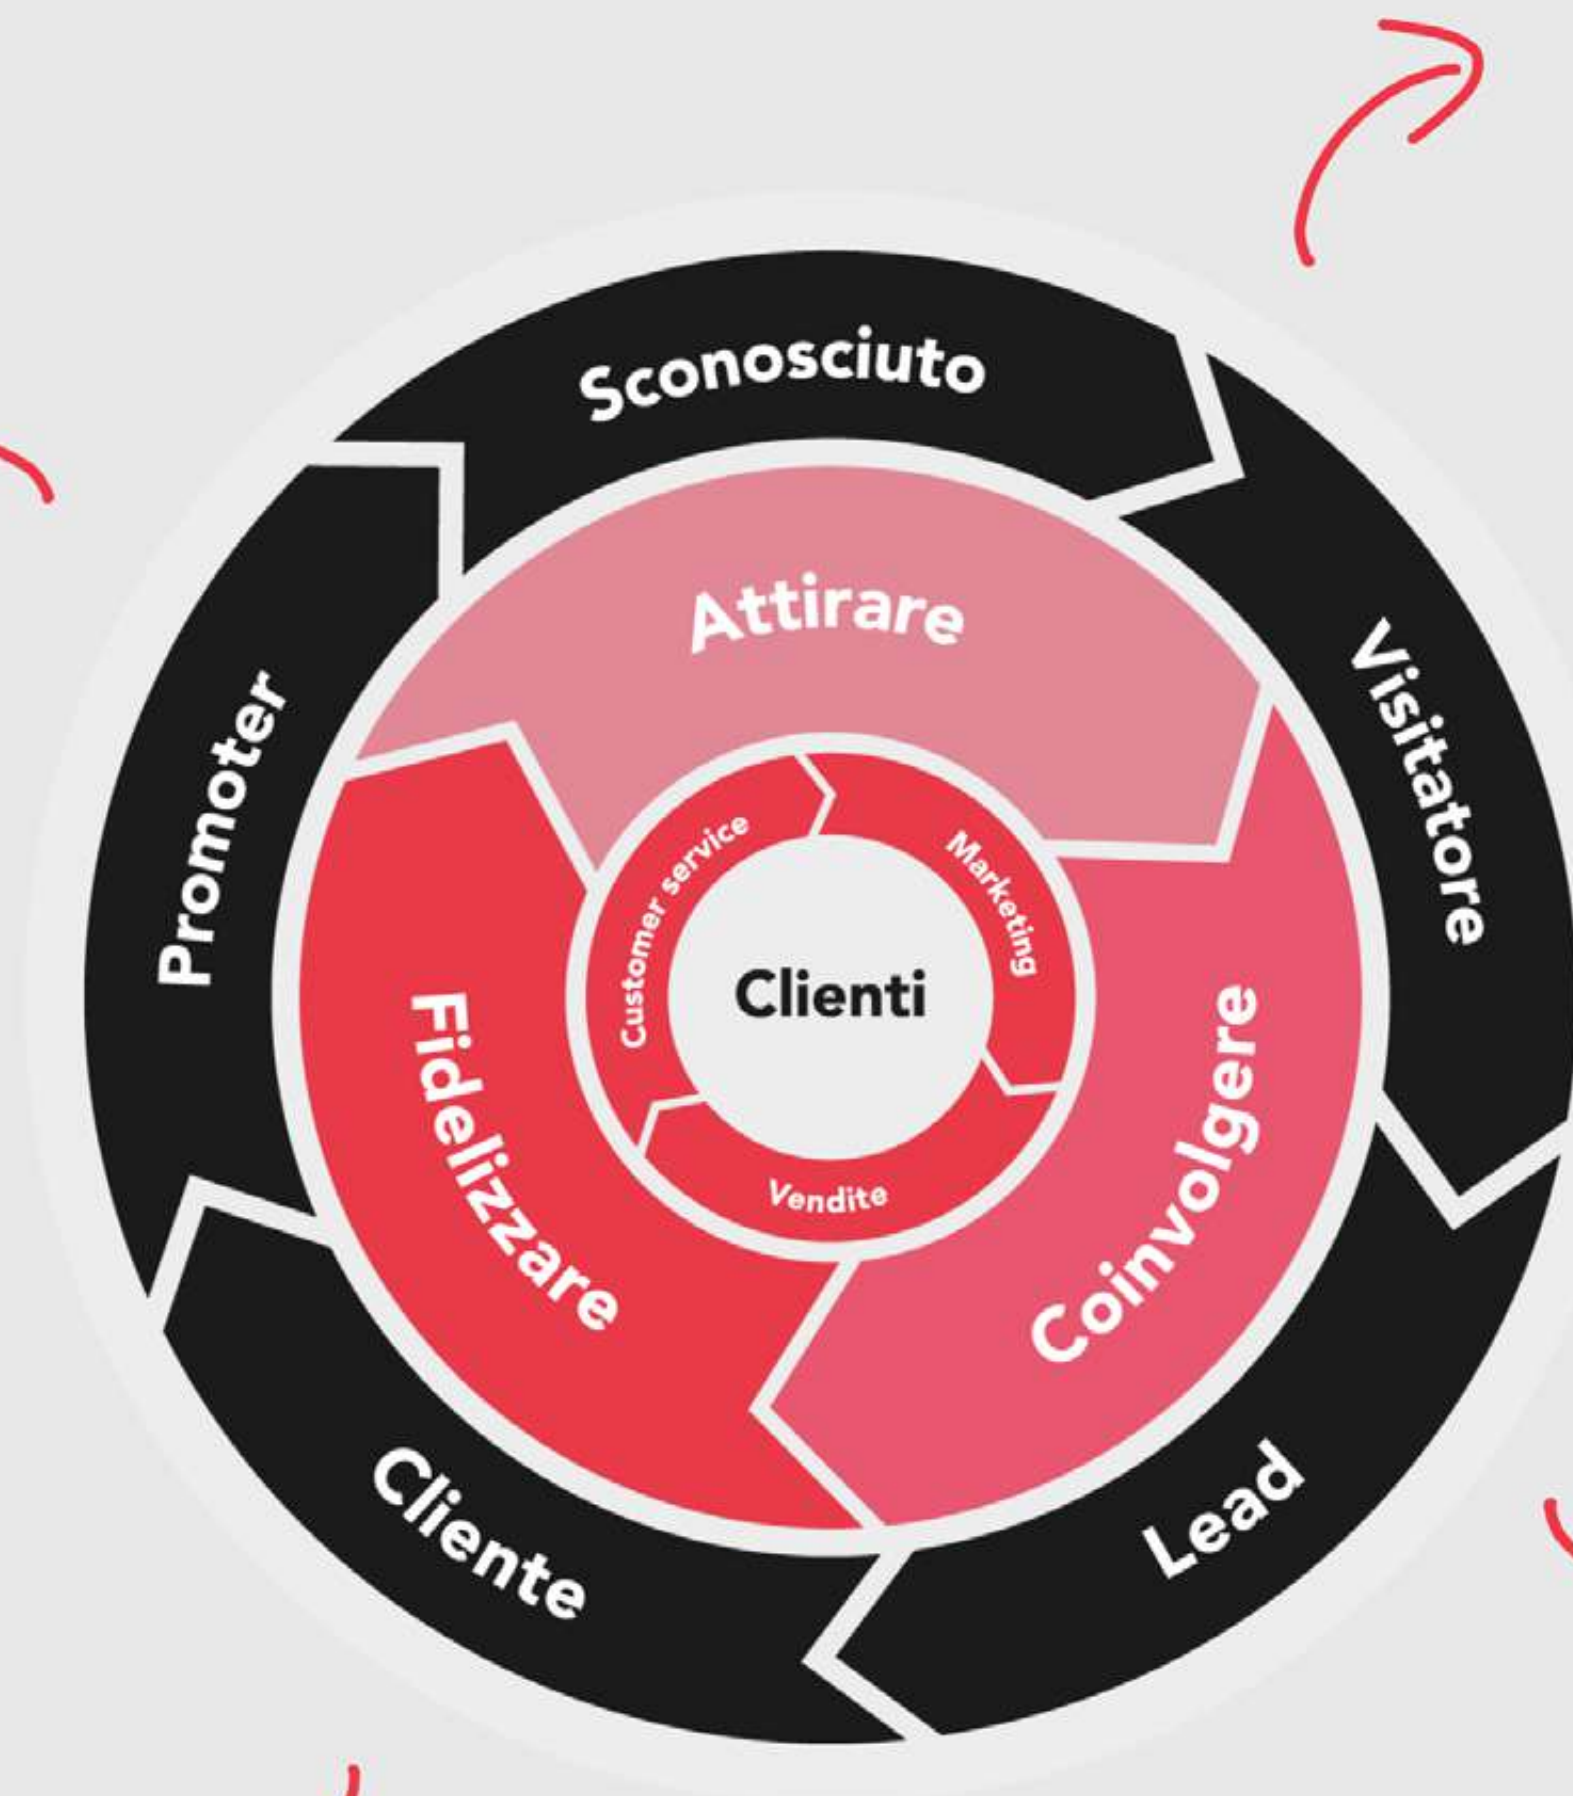 Sconosciuto
Visitatore
Lead
Cliente
Promoter
Attirare
Coinvolgere
Fidelizzare
Marketing
Vendite
Customer service
Clienti